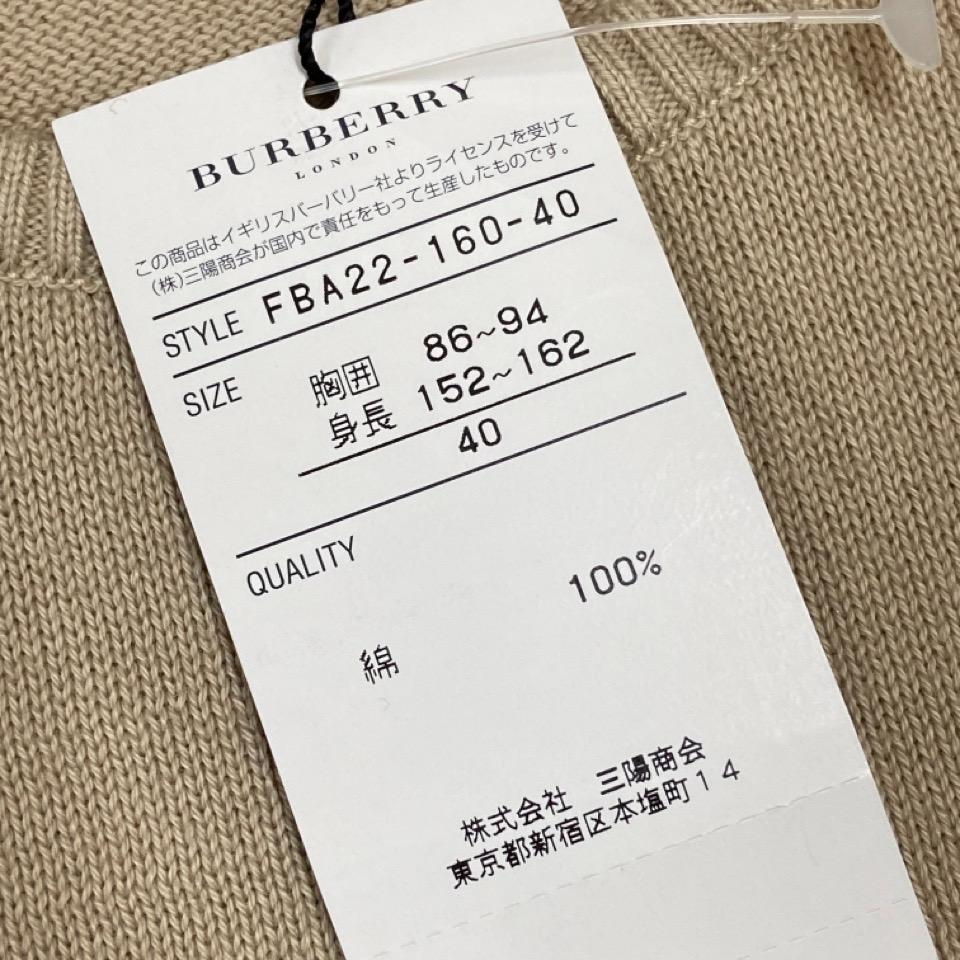 BURBERRY
LONDON
この商品はイギリスバーバリー社よりライセンスを受けて
(株)三陽商会が国内で責任をもって生産したものです。
STYLE FBA22-160-40
SIZE 胸囲 86~94
身長 152~162
40
QUALITY
100%
綿
株式会社 三陽商会
東京都新宿区本塩町14